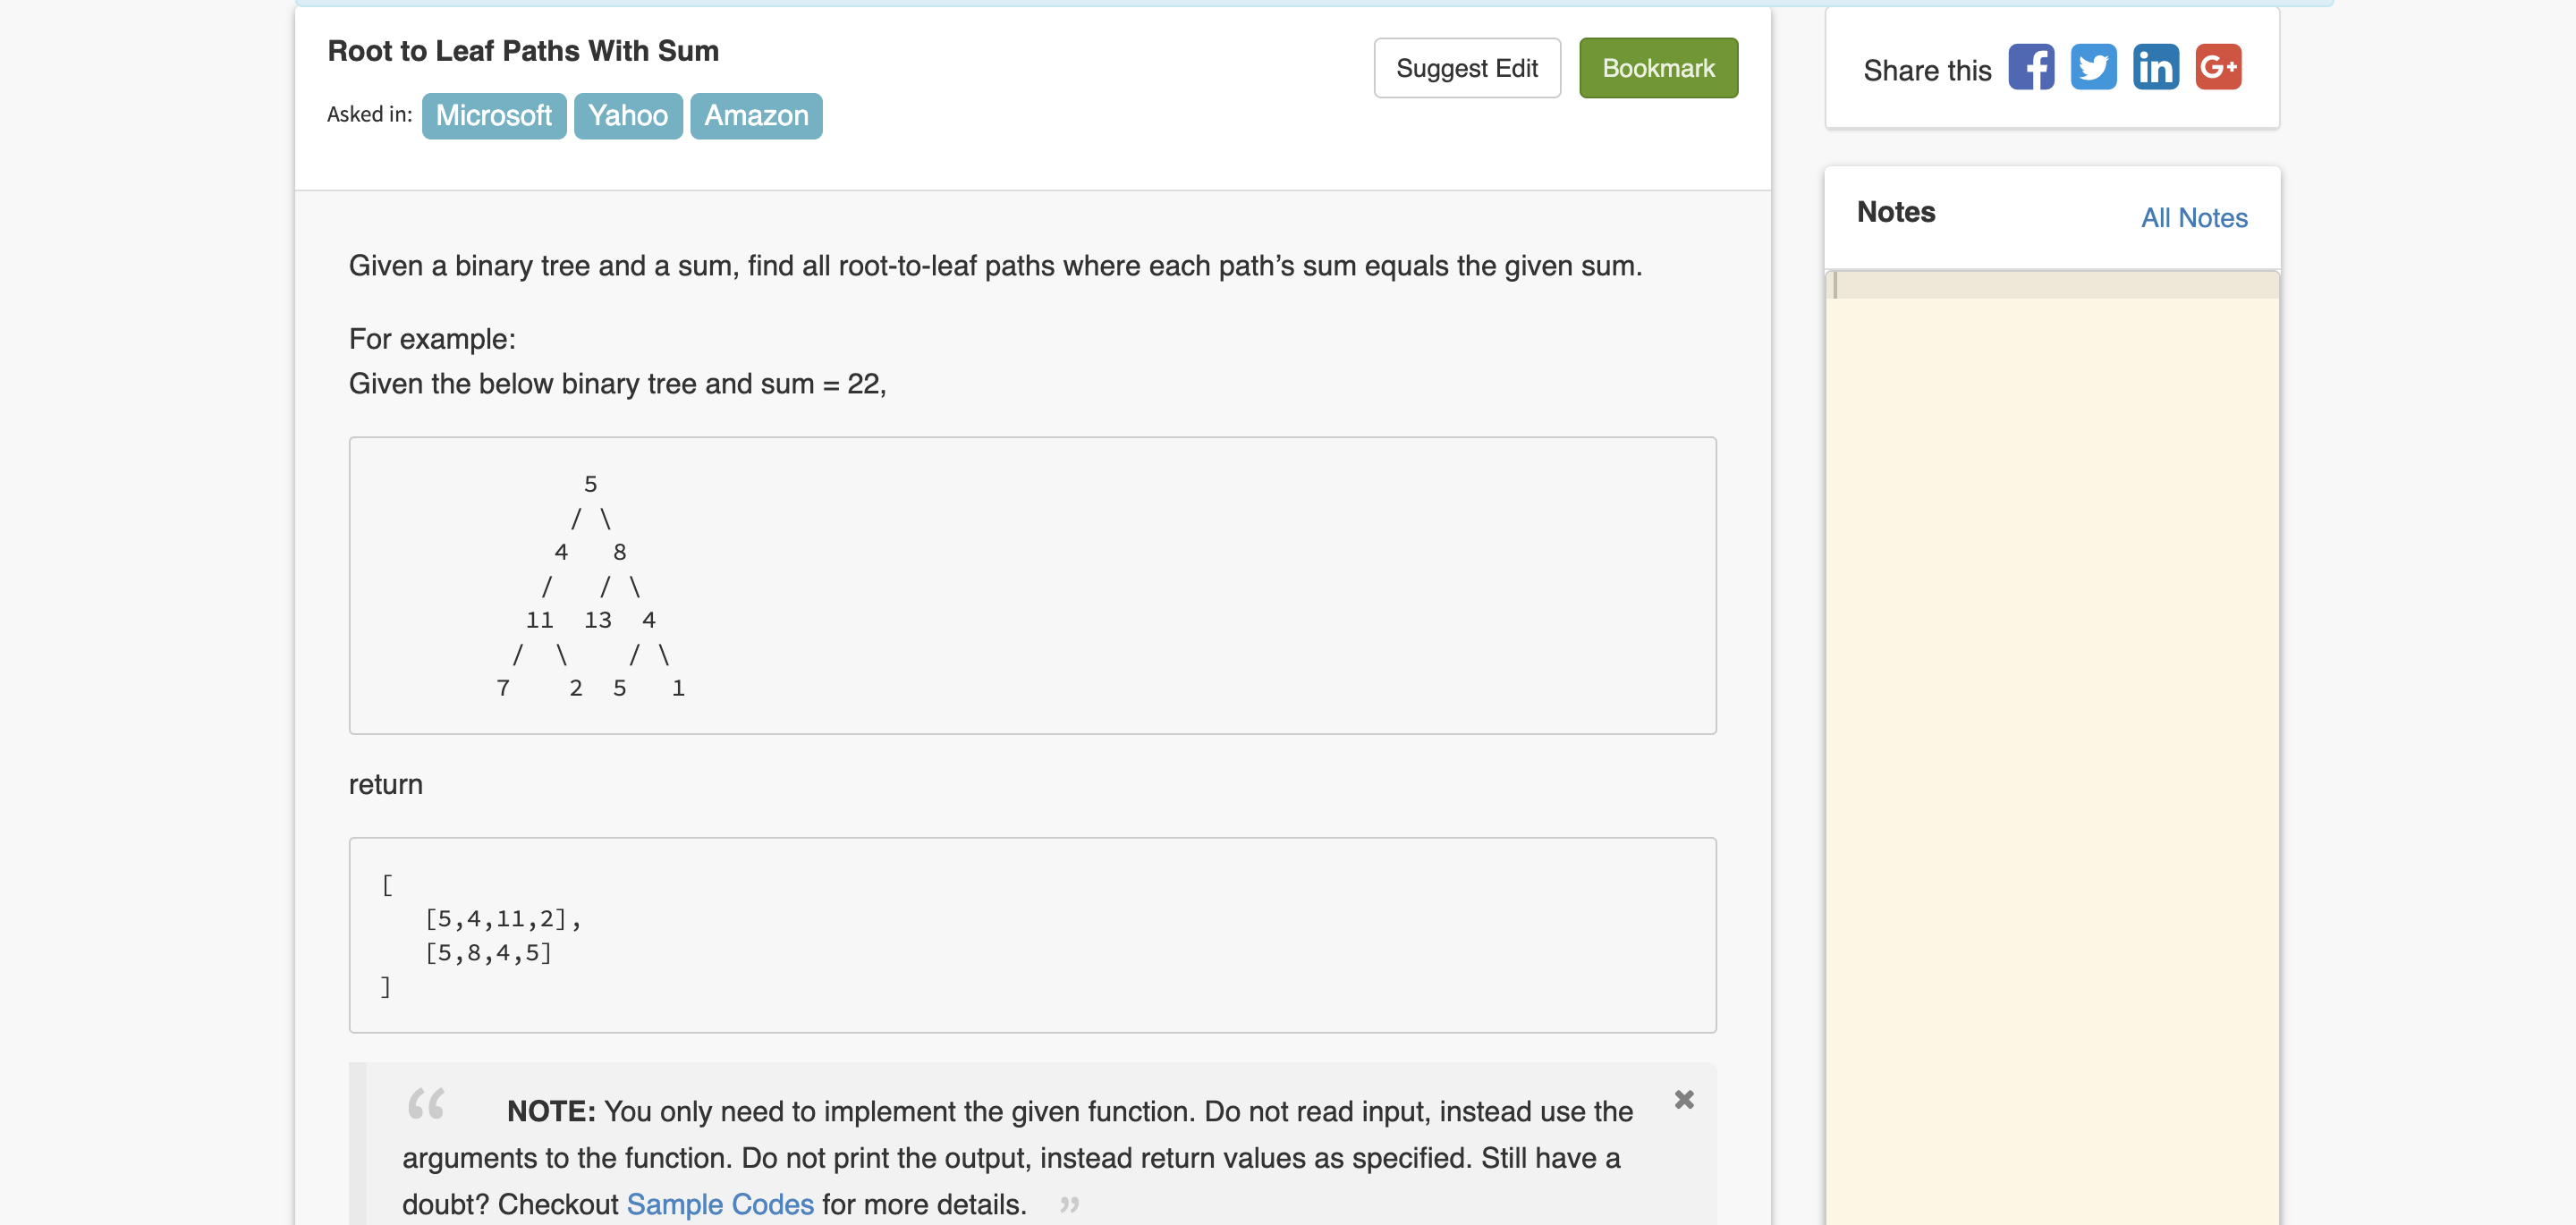 Root to Leaf Paths With Sum
Suggest Edit
Bookmark
Asked in: Microsoft Yahoo Amazon
Given a binary tree and a sum, find all root-to-leaf paths where each path’s sum equals the given sum.
For example:
Given the below binary tree and sum = 22,
5
/ \
4 8
/ / \
11 13 4
/ \ / \
7 2 5 1
return
[
[5,4,11,2],
[5,8,4,5]
]
“ NOTE: You only need to implement the given function. Do not read input, instead use the
arguments to the function. Do not print the output, instead return values as specified. Still have a
doubt? Checkout Sample Codes for more details. ”
Share this f in G+
Notes
All Notes